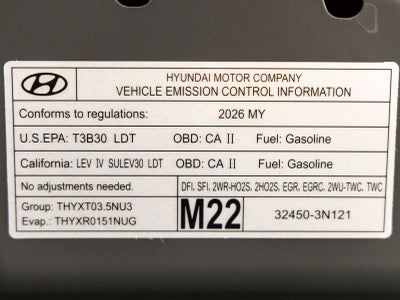 HYUNDAI MOTOR COMPANY
VEHICLE EMISSION CONTROL INFORMATION
Conforms to regulations: 2026 MY
U.S.EPA: T3B30 LDT OBD: CA II Fuel: Gasoline
California: LEV IV SULEV30 LDT OBD: CA II Fuel: Gasoline
No adjustments needed. DFI, SFI, 2WR-HO2S, 2HO2S, EGR, EGRC, 2WU-TWC, TWC
Group: THYXT03.5NU3
Evap.: THYXR0151NUG
M22
32450-3N121